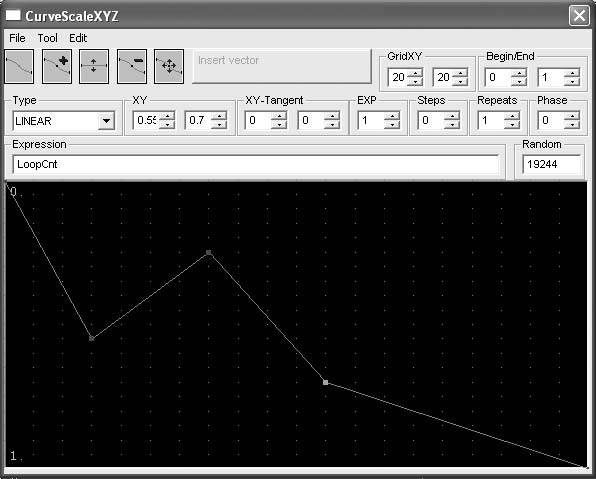 CurveScaleXYZ
File Tool Edit
Insert vector
GridXY Begin/End
20 20 0 1
Type XY XY-Tangent EXP Steps Repeats Phase
LINEAR 0.55 0.7 0 0 1 0 1 0
Expression Random
LoopCnt 19244
0.
1.